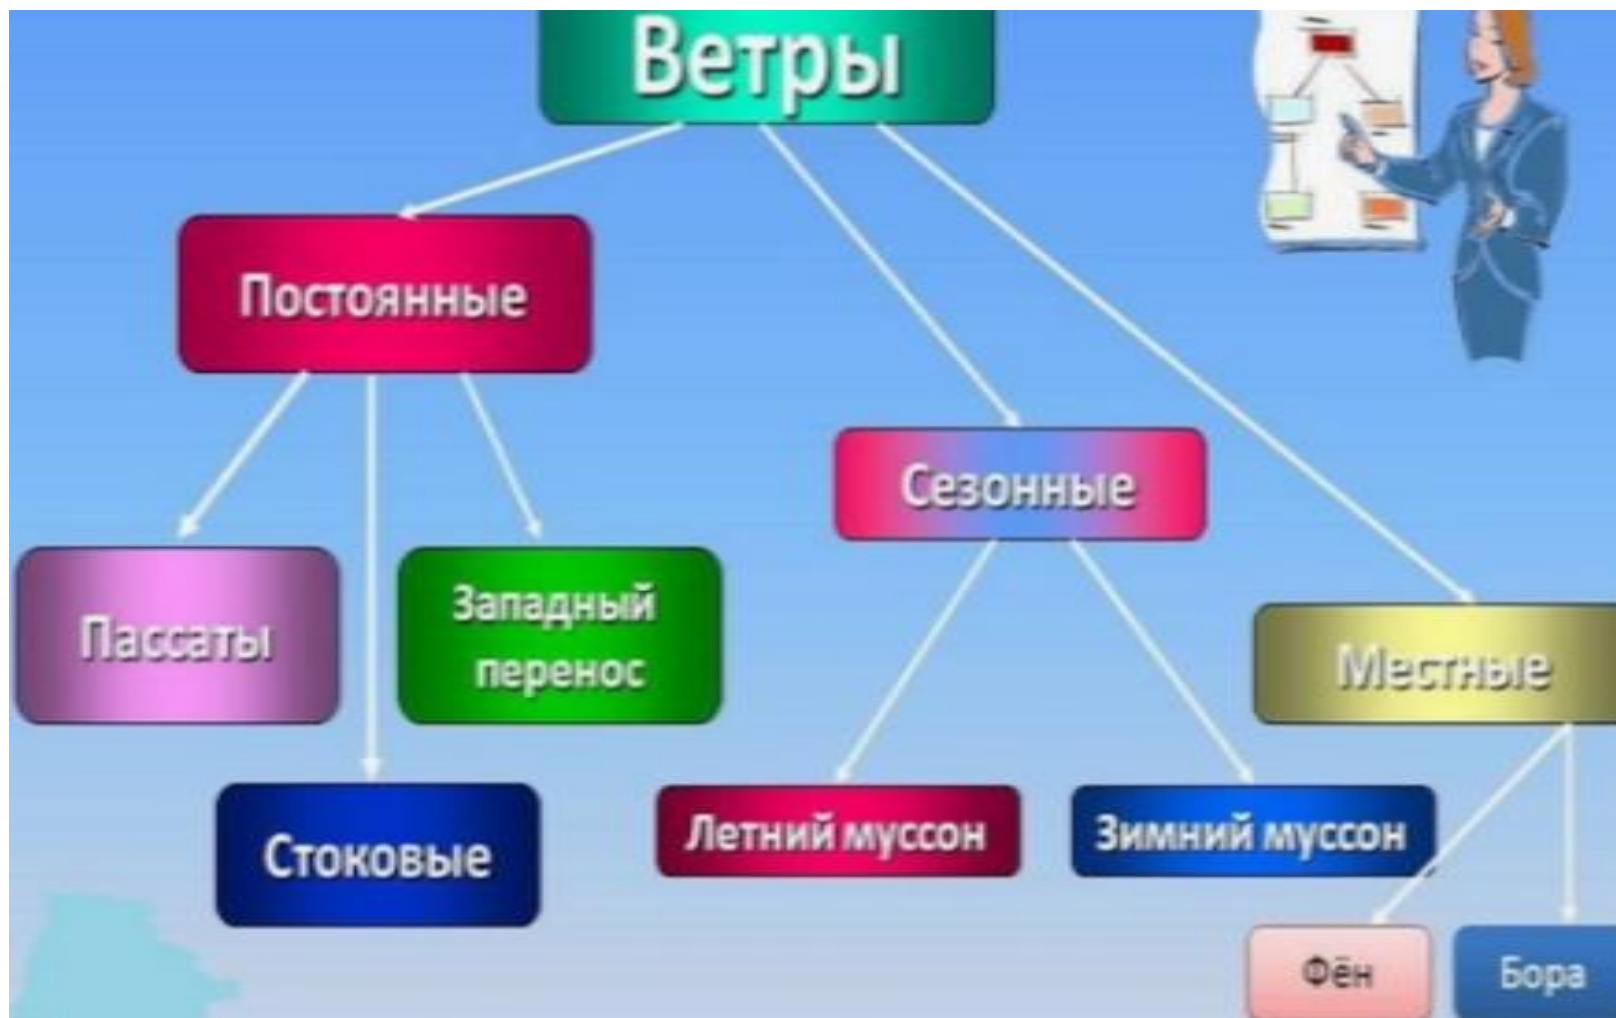 Ветры
Постоянные
Сезонные
Пассаты
Западный
перенос
Местные
Стоковые
Летний муссон
Зимний муссон
Фён
Бора